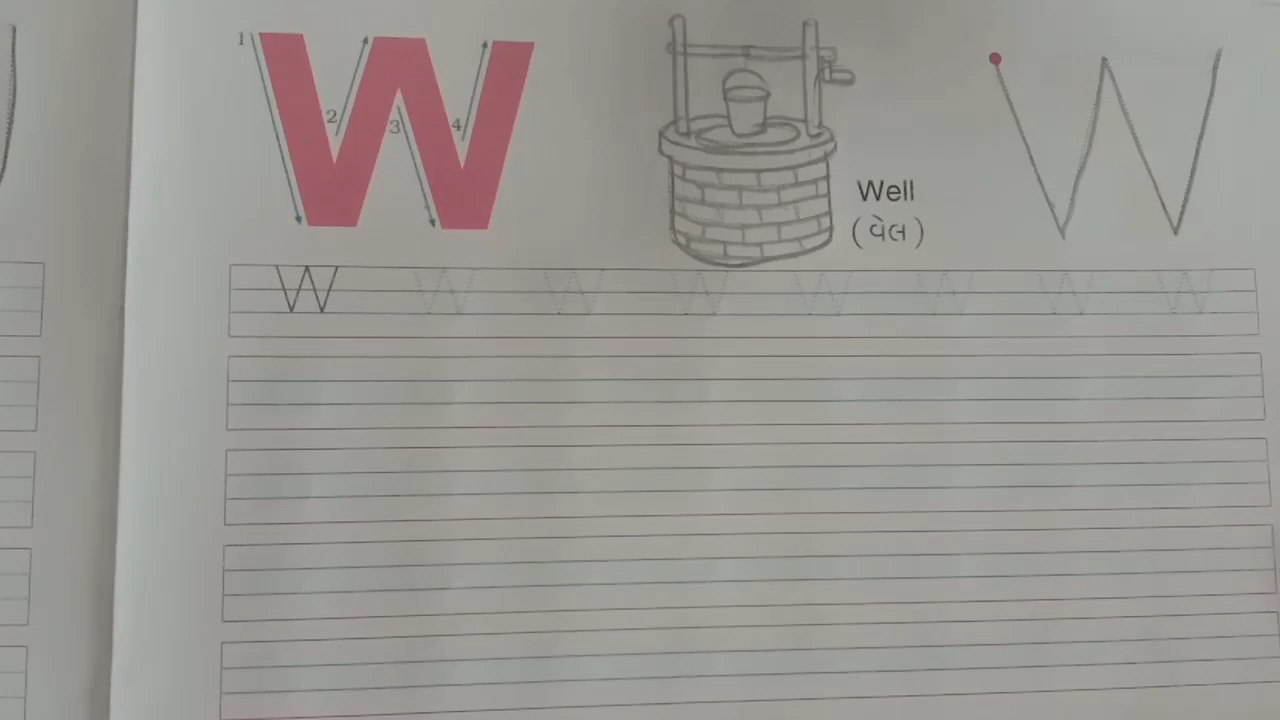 1 2 3 4
W
Well
(વેલ)
W
W W W W W W W W